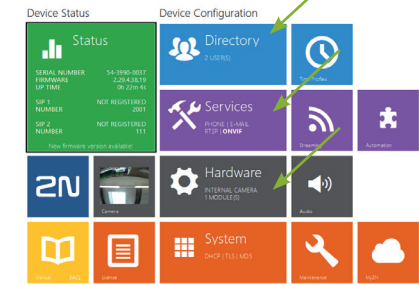 Device Status
Device Configuration
Status
SERIAL NUMBER 54-3990-0037
FIRMWARE 2.29.4.38.19
UP TIME 0h 22m 4s
SIP 1 NOT REGISTERED
NUMBER 2001
SIP 2 NOT REGISTERED
NUMBER 111
New firmware version available!
Directory
2 USER(S)
Time Profiles
Services
PHONE | E-MAIL
RTSP | ONVIF
Streaming
Automation
2N
Camera
Hardware
INTERNAL CAMERA
1 MODULE(S)
Audio
FAQ
License
System
DHCP | TLS | MDS
Maintenance
My2N